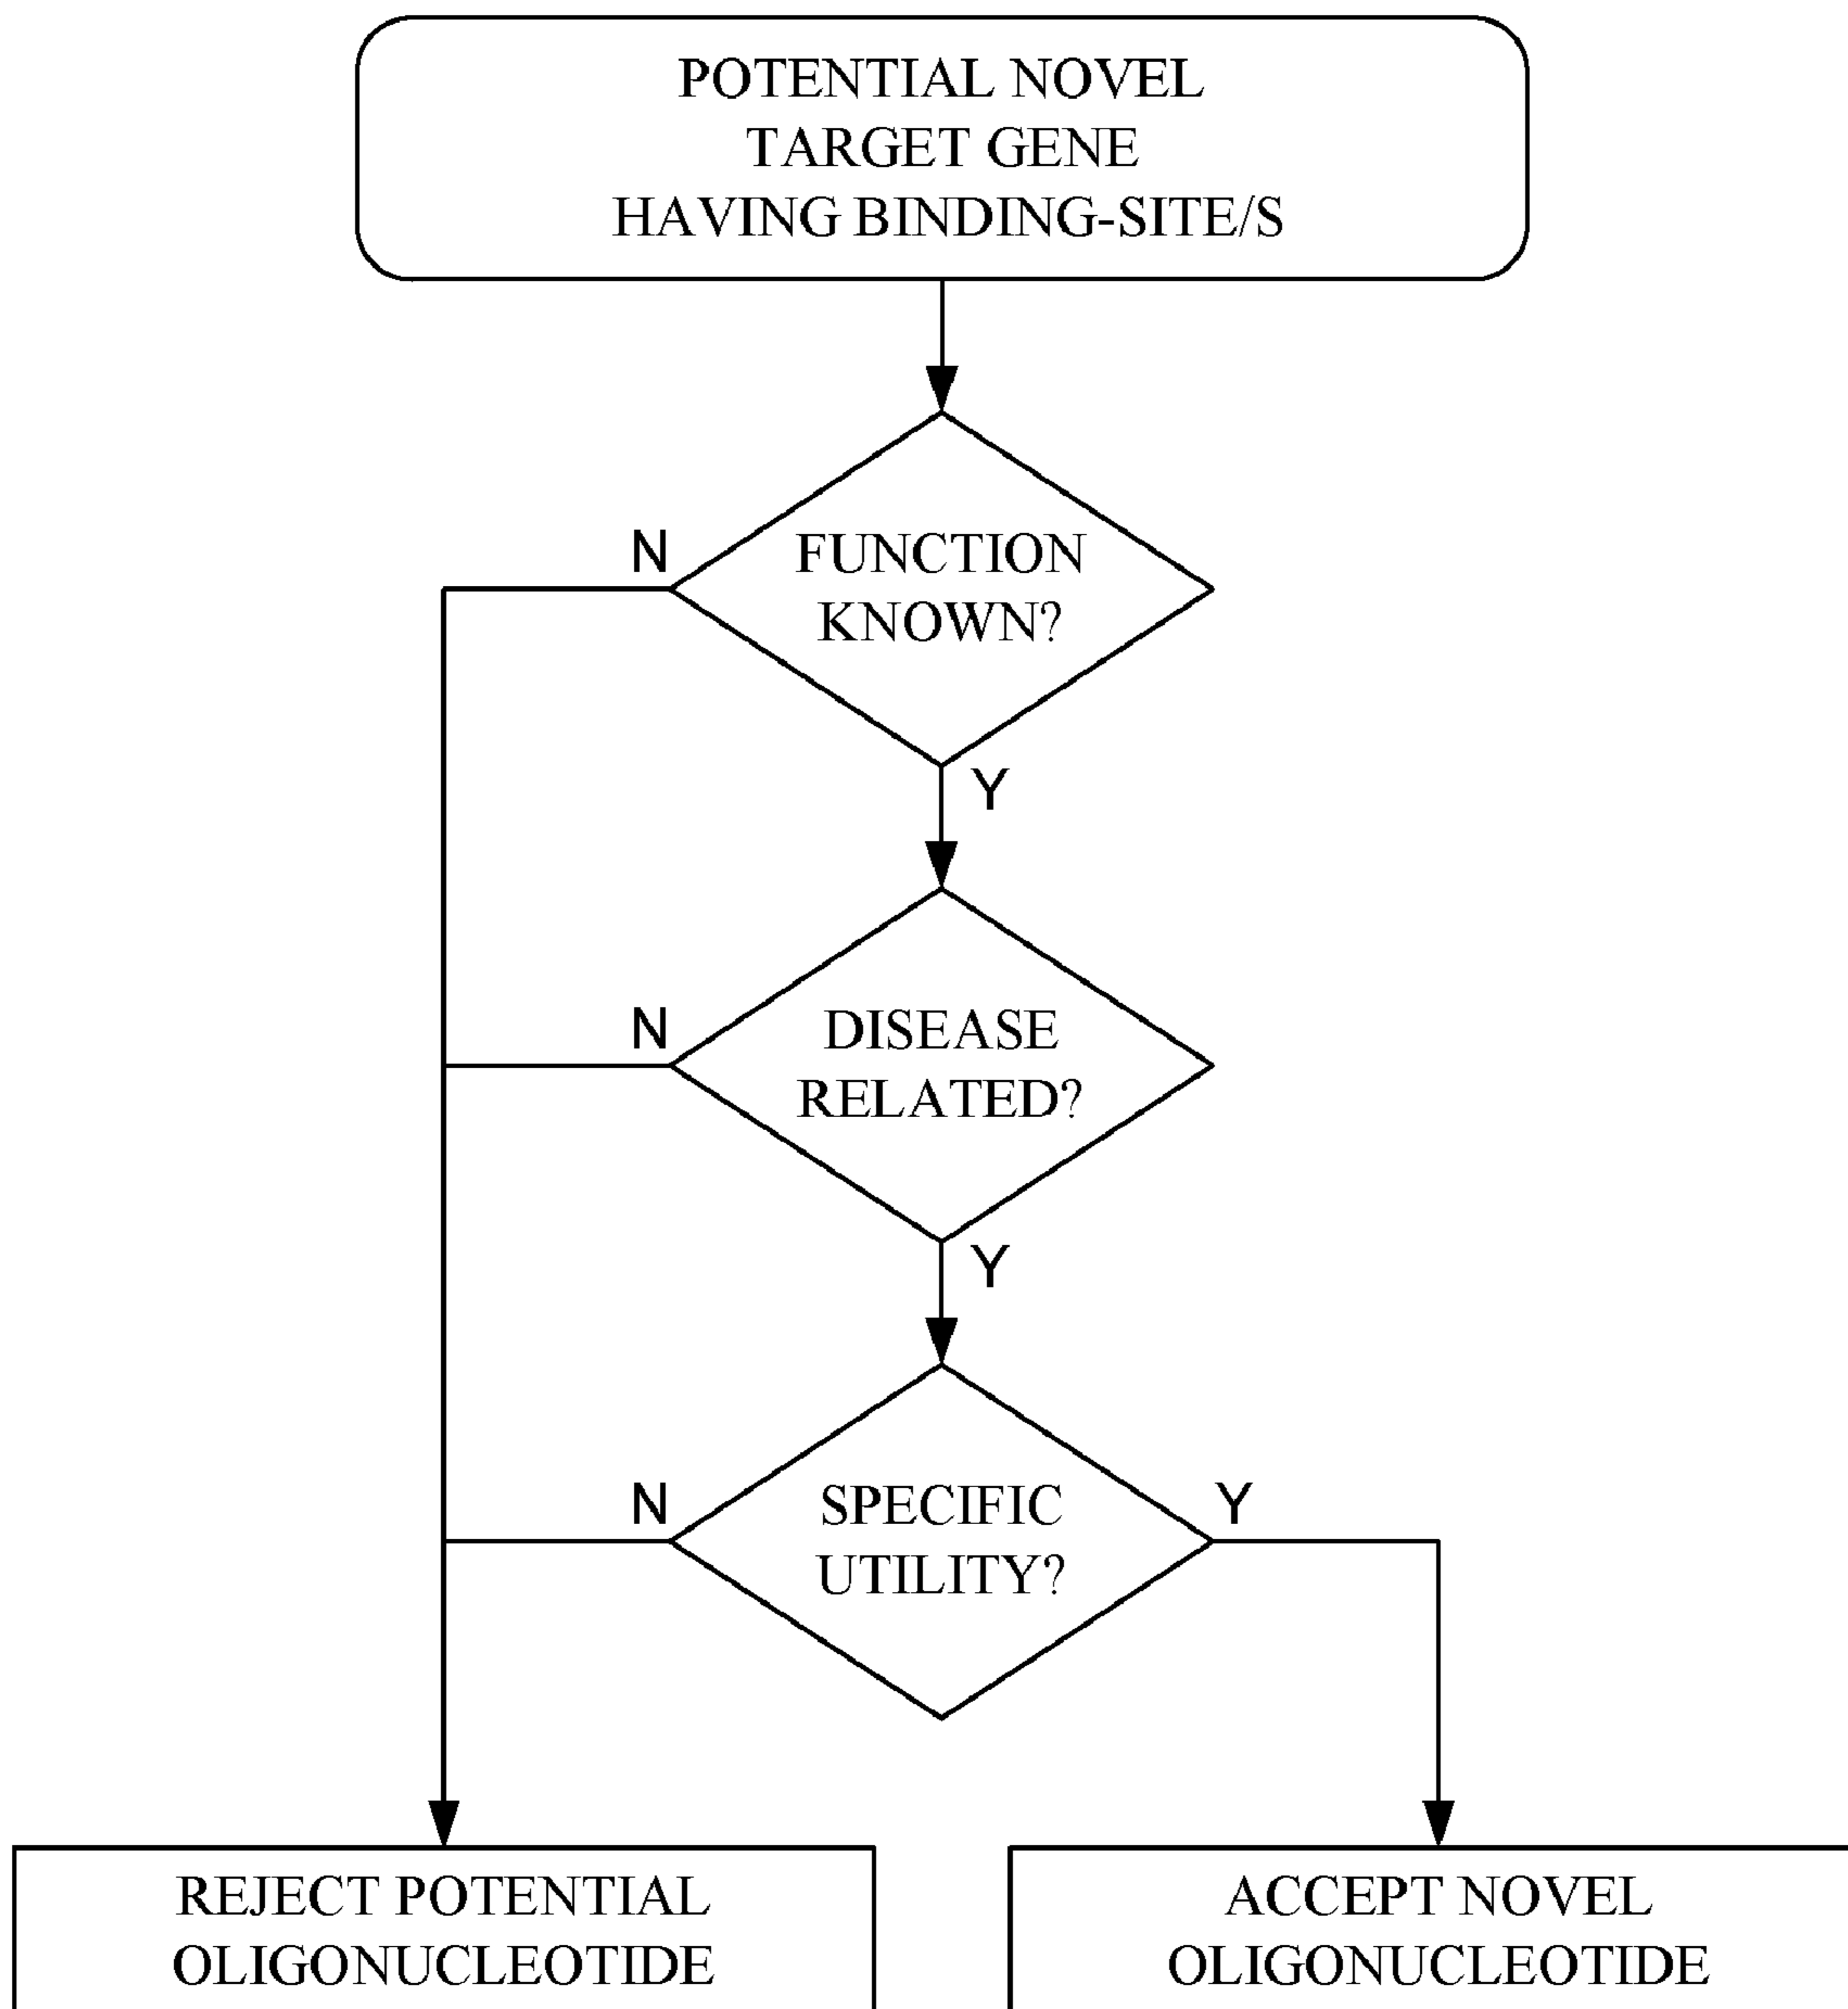 POTENTIAL NOVEL
TARGET GENE
HAVING BINDING-SITE/S
N
FUNCTION
KNOWN?
Y
N
DISEASE
RELATED?
Y
N
SPECIFIC
UTILITY?
Y
REJECT POTENTIAL
OLIGONUCLEOTIDE
ACCEPT NOVEL
OLIGONUCLEOTIDE